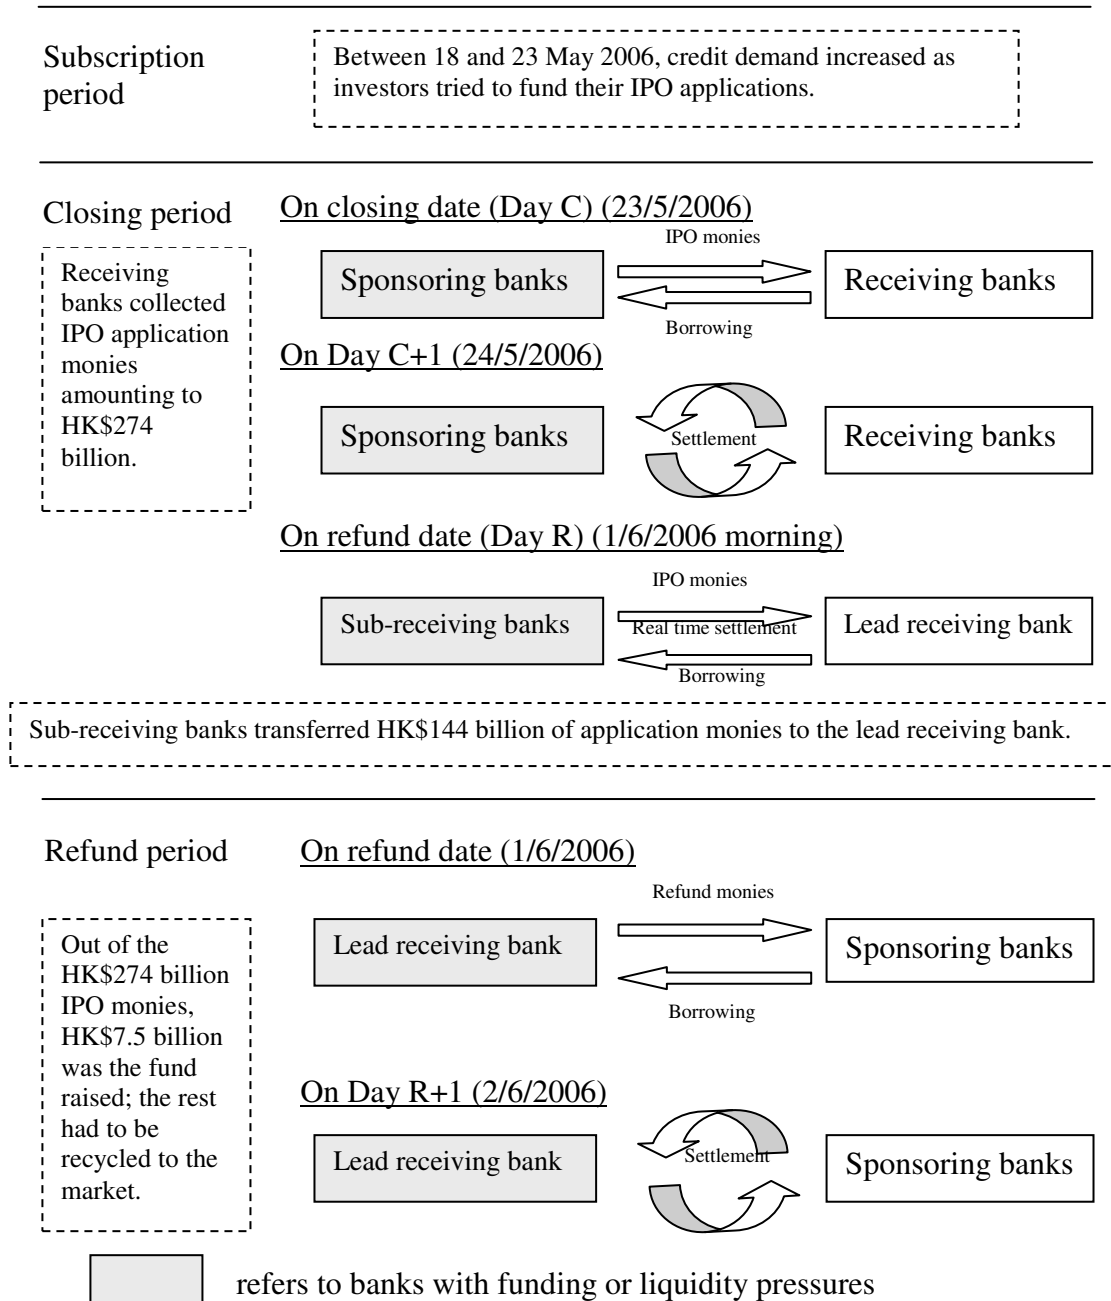 Subscription
period
Between 18 and 23 May 2006, credit demand increased as
investors tried to fund their IPO applications.
Closing period
Receiving
banks collected
IPO application
monies
amounting to
HK$274
billion.
On closing date (Day C) (23/5/2006)
IPO monies
Sponsoring banks
Receiving banks
Borrowing
On Day C+1 (24/5/2006)
Sponsoring banks
Settlement
Receiving banks
On refund date (Day R) (1/6/2006 morning)
IPO monies
Sub-receiving banks
Real time settlement
Lead receiving bank
Borrowing
Sub-receiving banks transferred HK$144 billion of application monies to the lead receiving bank.
Refund period
Out of the
HK$274 billion
IPO monies,
HK$7.5 billion
was the fund
raised; the rest
had to be
recycled to the
market.
On refund date (1/6/2006)
Refund monies
Lead receiving bank
Sponsoring banks
Borrowing
On Day R+1 (2/6/2006)
Lead receiving bank
Settlement
Sponsoring banks
refers to banks with funding or liquidity pressures